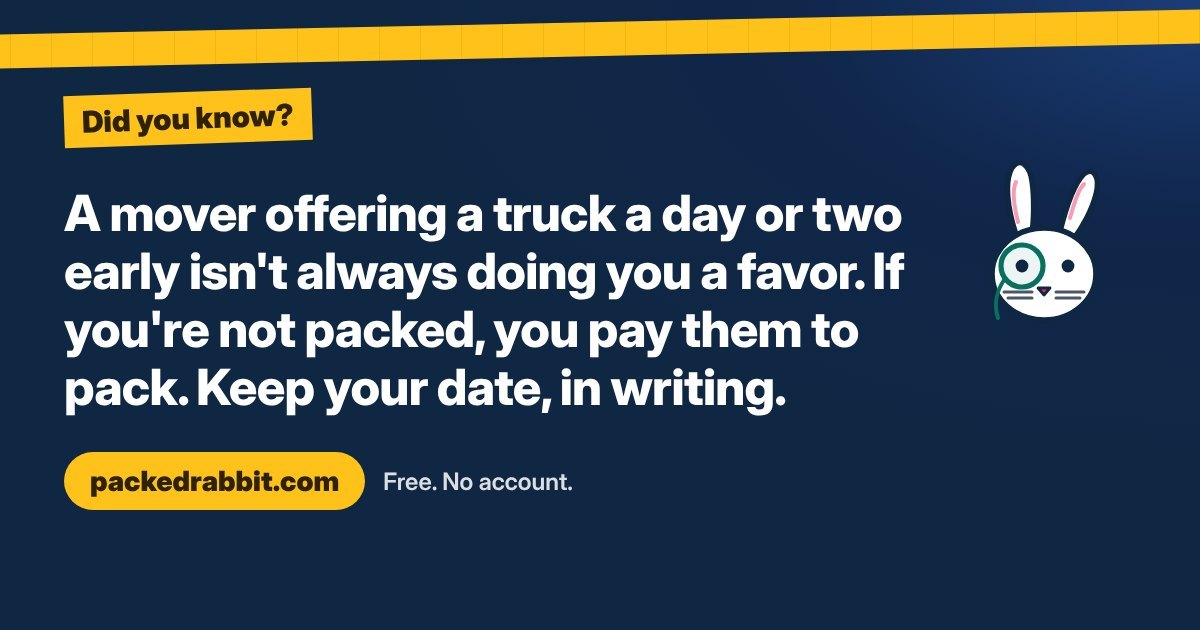 Did you know?
A mover offering a truck a day or two
early isn't always doing you a favor. If
you're not packed, you pay them to
pack. Keep your date, in writing.
packedrabbit.com
Free. No account.